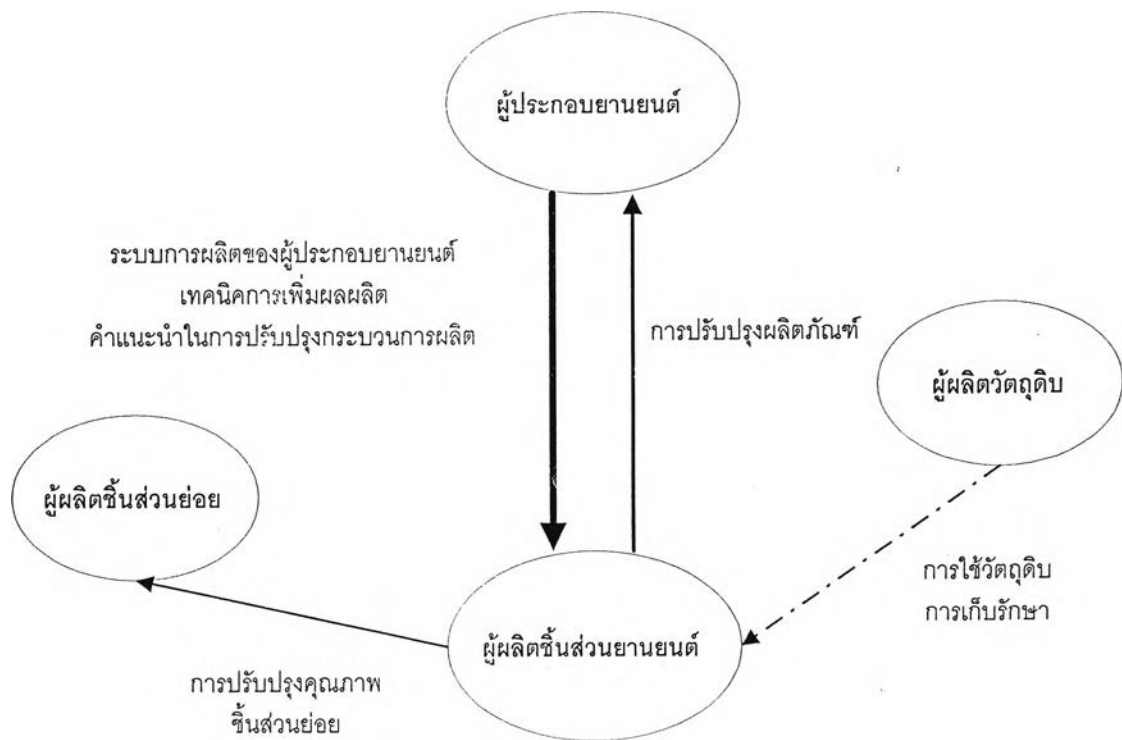 ผู้ประกอบยานยนต์
ระบบการผลิตของผู้ประกอบยานยนต์
เทคนิคการเพิ่มผลผลิต
คำแนะนำในการปรับปรุงกระบวนการผลิต
การปรับปรุงผลิตภัณฑ์
ผู้ผลิตวัตถุดิบ
ผู้ผลิตชิ้นส่วนย่อย
การใช้วัตถุดิบ
การเก็บรักษา
ผู้ผลิตชิ้นส่วนยานยนต์
การปรับปรุงคุณภาพ
ชิ้นส่วนย่อย